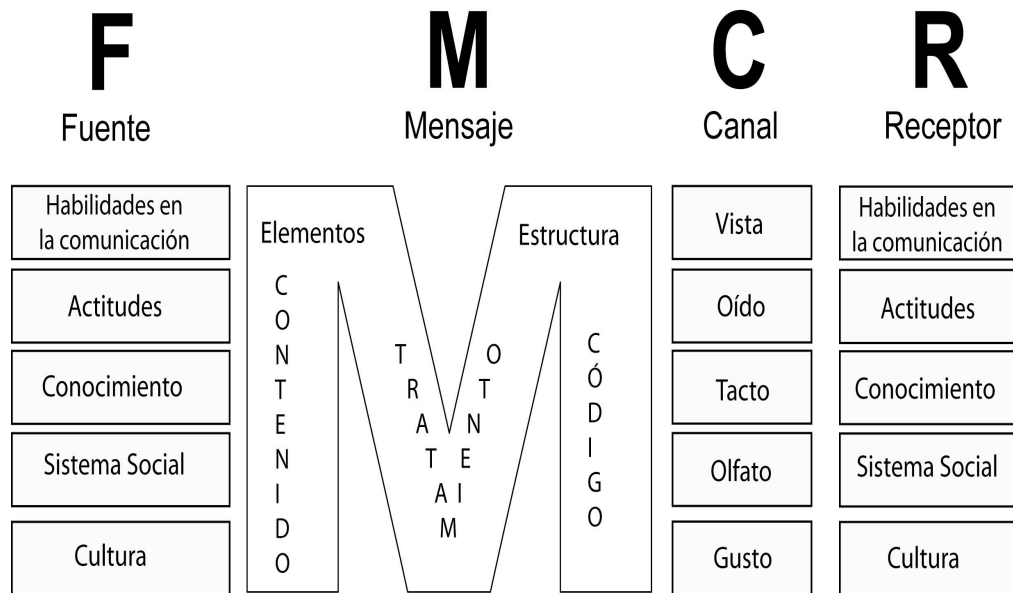 F
Fuente
Habilidades en
la comunicación
Actitudes
Conocimiento
Sistema Social
Cultura
M
Mensaje
Elementos
Estructura
CONTENIDO
TRATAMIENTO
CÓDIGO
C
Canal
Vista
Oído
Tacto
Olfato
Gusto
R
Receptor
Habilidades en
la comunicación
Actitudes
Conocimiento
Sistema Social
Cultura